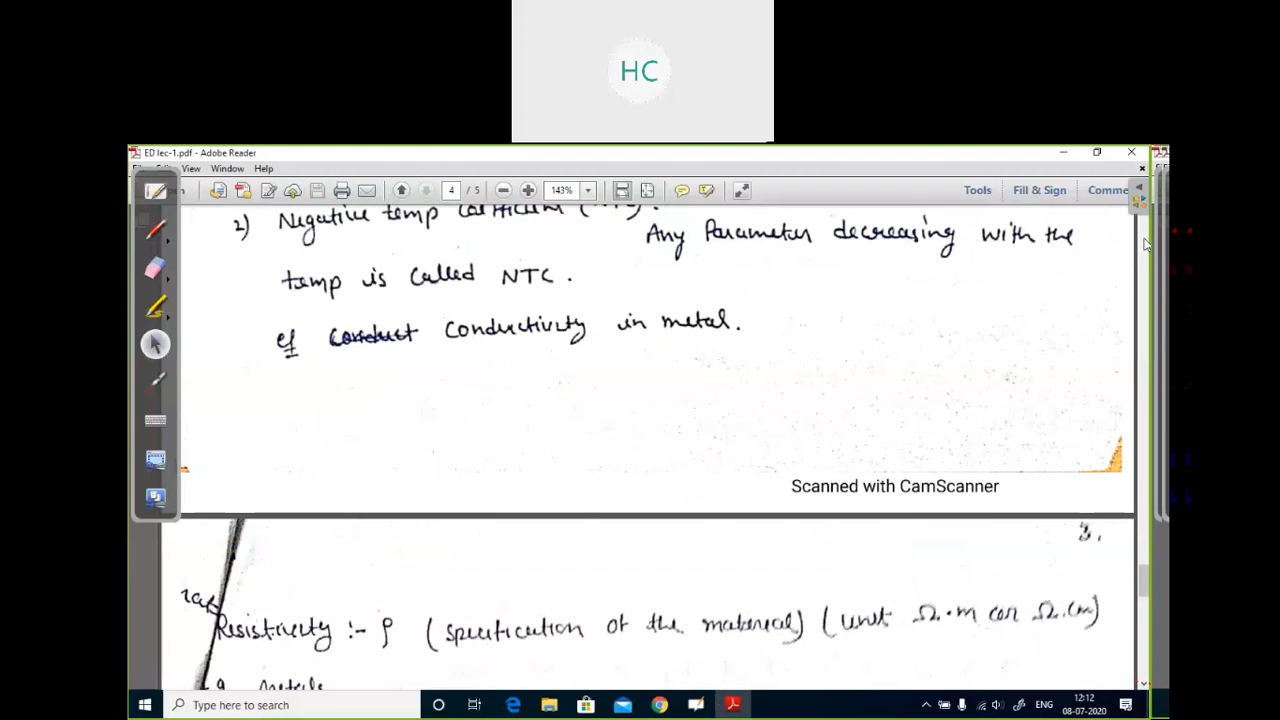 HC
ED lec-1.pdf - Adobe Reader
View Window Help
4 / 5 143% Tools Fill & Sign Comme
2) Negative temp coefficient
Any Parameter decreasing with the
temp is called NTC.
conductivity in metal.
Scanned with CamScanner
3.
Resistivity :- ρ (specification of the material) (unit Ω.m or Ω.cm)
Type here to search
ENG
12:12
08-07-2020